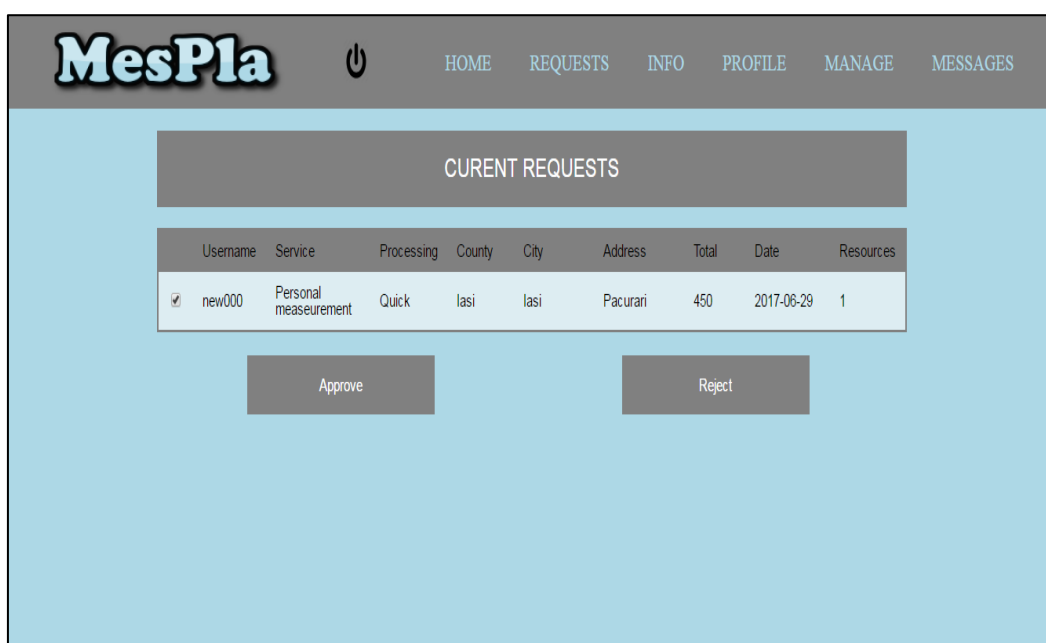 MesPla HOME REQUESTS INFO PROFILE MANAGE MESSAGES
CURENT REQUESTS
Username Service Processing County City Address Total Date Resources
new000 Personal measeurement Quick Iasi Iasi Pacurari 450 2017-06-29 1
Approve Reject